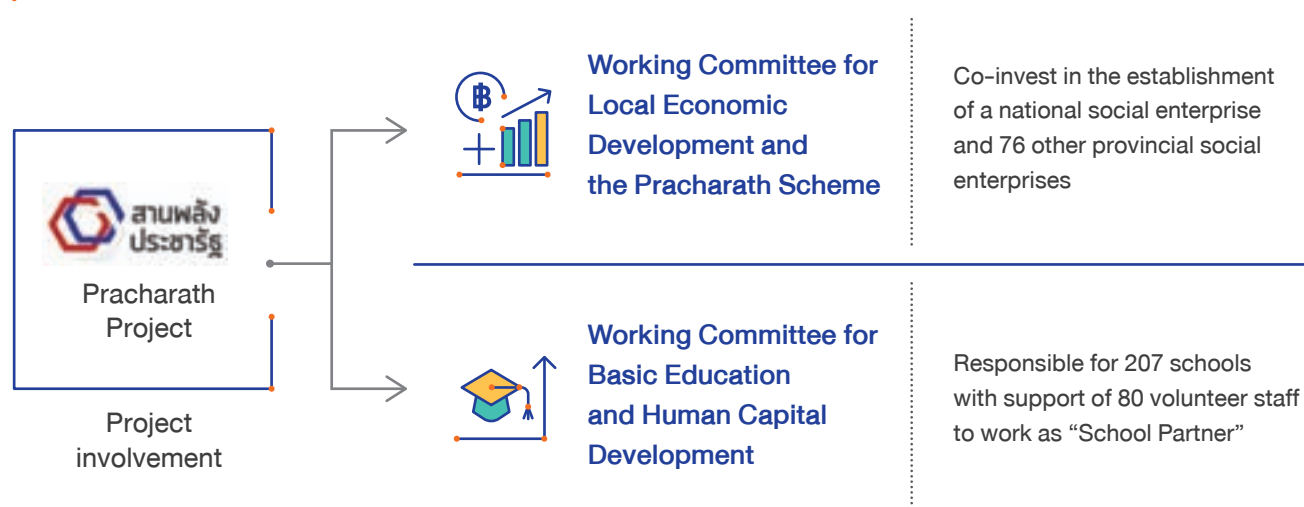 สานพลัง
ประชารัฐ
Pracharath
Project
Project
involvement
฿
Working Committee for
Local Economic
Development and
the Pracharath Scheme
Co-invest in the establishment
of a national social enterprise
and 76 other provincial social
enterprises
Working Committee for
Basic Education
and Human Capital
Development
Responsible for 207 schools
with support of 80 volunteer staff
to work as “School Partner”